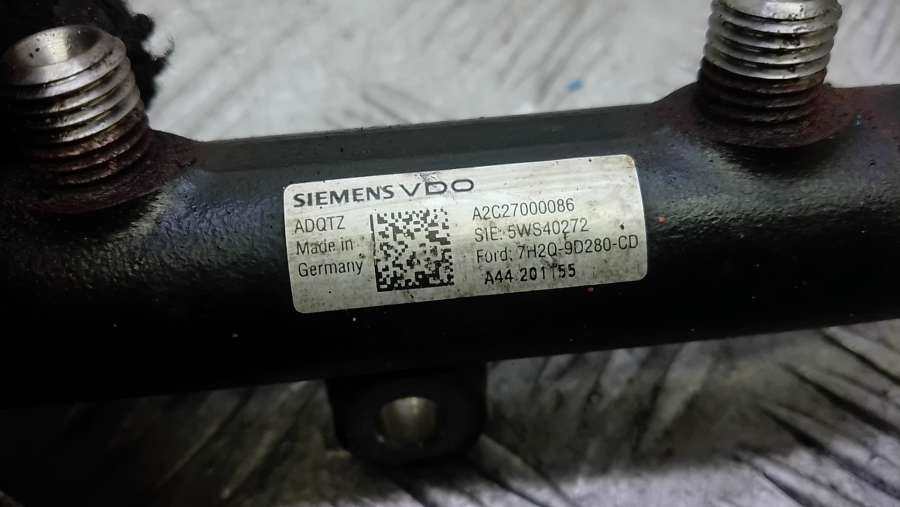 SIEMENS VDO
ADQTZ
Made in
Germany
A2C27000086
SIE: 5WS40272
Ford: 7H2Q-9D280-CD
A44 201155